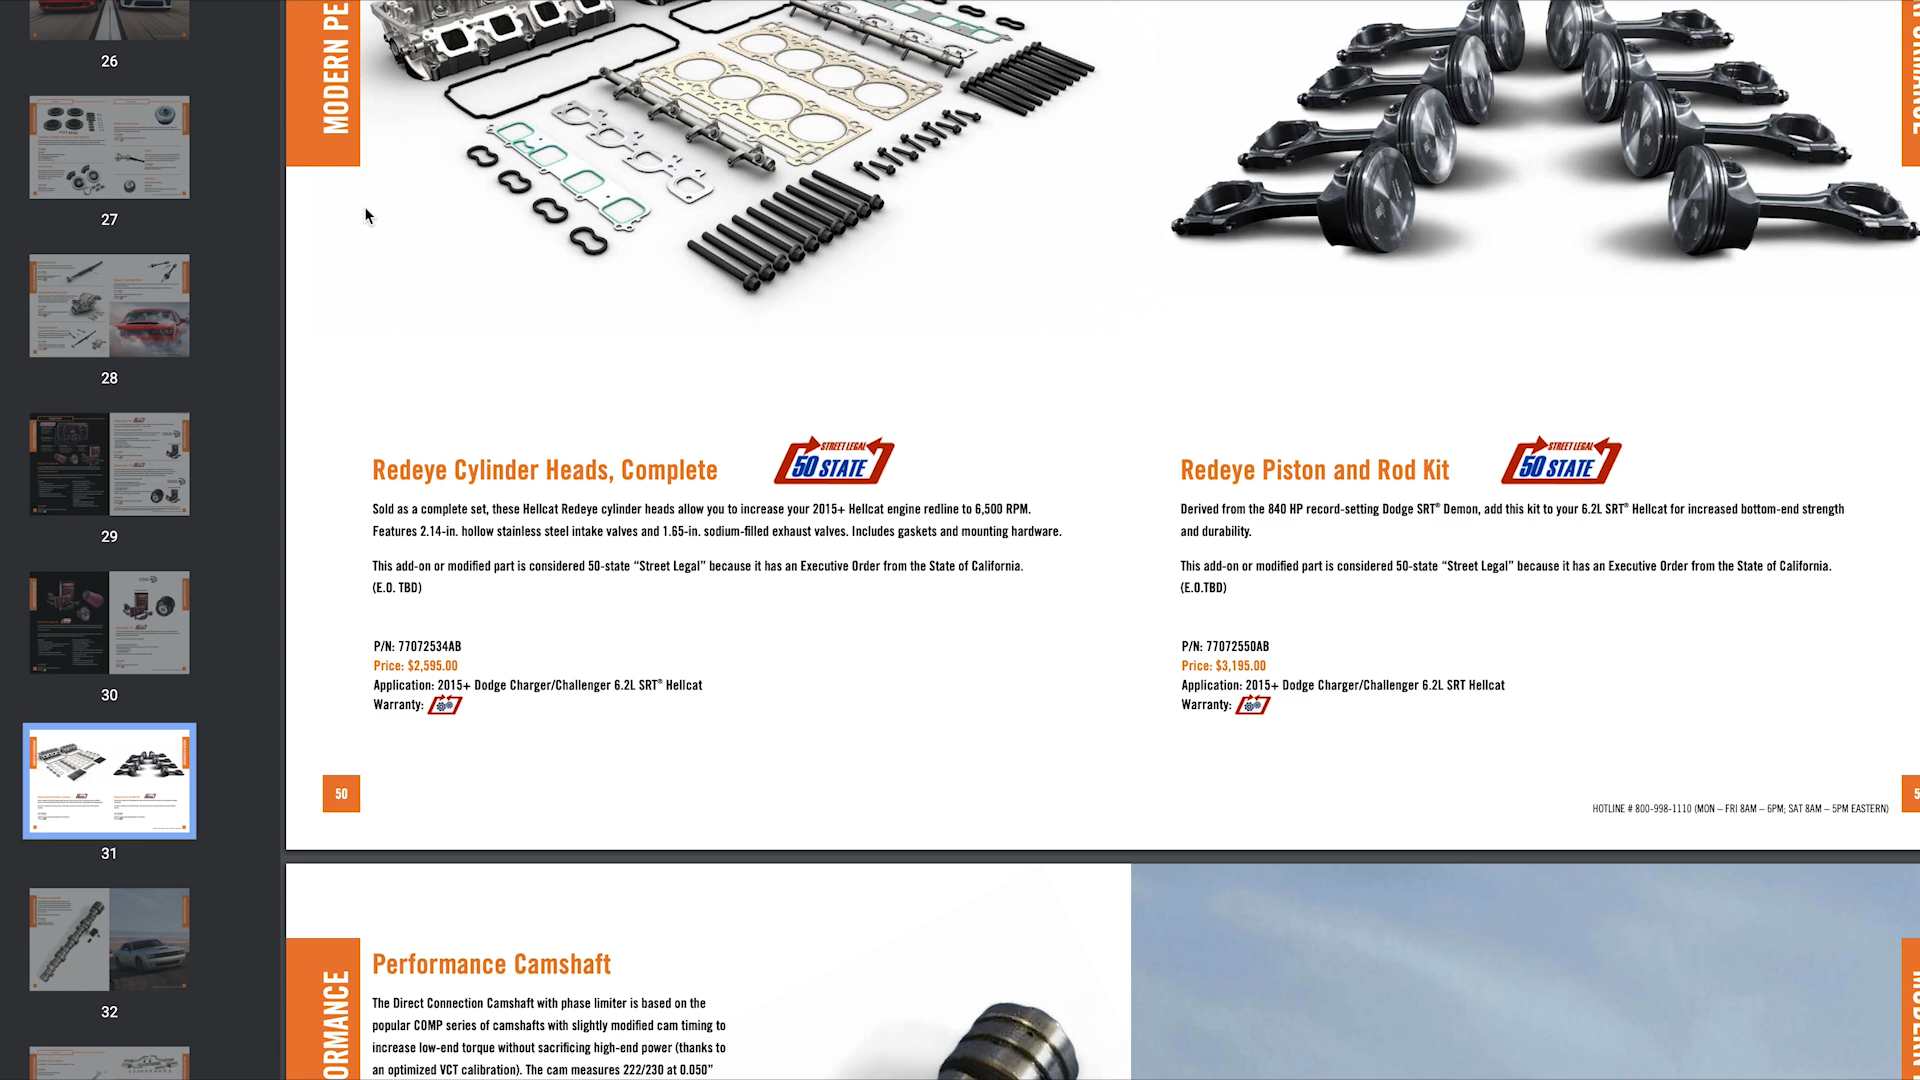 26
27
28
29
30
31
32
MODERN PE
STREET LEGAL
50 STATE
Redeye Cylinder Heads, Complete
Sold as a complete set, these Hellcat Redeye cylinder heads allow you to increase your 2015+ Hellcat engine redline to 6,500 RPM.
Features 2.14-in. hollow stainless steel intake valves and 1.65-in. sodium-filled exhaust valves. Includes gaskets and mounting hardware.
This add-on or modified part is considered 50-state “Street Legal” because it has an Executive Order from the State of California.
(E.O. TBD)
P/N: 77072534AB
Price: $2,595.00
Application: 2015+ Dodge Charger/Challenger 6.2L SRT® Hellcat
Warranty:
50
STREET LEGAL
50 STATE
Redeye Piston and Rod Kit
Derived from the 840 HP record-setting Dodge SRT® Demon, add this kit to your 6.2L SRT® Hellcat for increased bottom-end strength
and durability.
This add-on or modified part is considered 50-state “Street Legal” because it has an Executive Order from the State of California.
(E.O.TBD)
P/N: 77072550AB
Price: $3,195.00
Application: 2015+ Dodge Charger/Challenger 6.2L SRT Hellcat
Warranty:
HOTLINE # 800-998-1110 (MON – FRI 8AM – 6PM; SAT 8AM – 5PM EASTERN)
5
ORMANCE
Performance Camshaft
The Direct Connection Camshaft with phase limiter is based on the
popular COMP series of camshafts with slightly modified cam timing to
increase low-end torque without sacrificing high-end power (thanks to
an optimized VCT calibration). The cam measures 222/230 at 0.050”